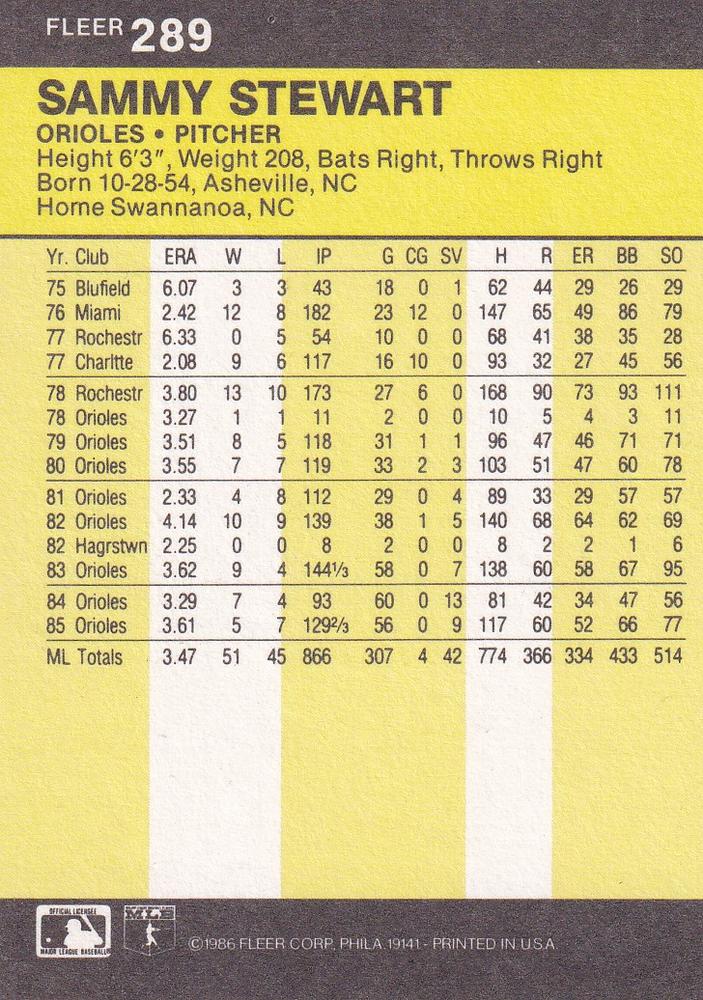 FLEER 289
SAMMY STEWART
ORIOLES • PITCHER
Height 6'3", Weight 208, Bats Right, Throws Right
Born 10-28-54, Asheville, NC
Home Swannanoa, NC
Yr. Club ERA W L IP G CG SV H R ER BB SO
75 Blufield 6.07 3 3 43 18 0 1 62 44 29 26 29
76 Miami 2.42 12 8 182 23 12 0 147 65 49 86 79
77 Rochestr 6.33 0 5 54 10 0 0 68 41 38 35 28
77 Charltte 2.08 9 6 117 16 10 0 93 32 27 45 56
78 Rochestr 3.80 13 10 173 27 6 0 168 90 73 93 111
78 Orioles 3.27 1 1 11 2 0 0 10 5 4 3 11
79 Orioles 3.51 8 5 118 31 1 1 96 47 46 71 71
80 Orioles 3.55 7 7 119 33 2 3 103 51 47 60 78
81 Orioles 2.33 4 8 112 29 0 4 89 33 29 57 57
82 Orioles 4.14 10 9 139 38 1 5 140 68 64 62 69
82 Hagrstwn 2.25 0 0 8 2 0 0 8 2 2 1 6
83 Orioles 3.62 9 4 144⅓ 58 0 7 138 60 58 67 95
84 Orioles 3.29 7 4 93 60 0 13 81 42 34 47 56
85 Orioles 3.61 5 7 129⅔ 56 0 9 117 60 52 66 77
ML Totals 3.47 51 45 866 307 4 42 774 366 334 433 514
OFFICIAL LICENSEE
MAJOR LEAGUE BASEBALL
MLB
©1986 FLEER CORP, PHILA. 19141 - PRINTED IN U.S.A.